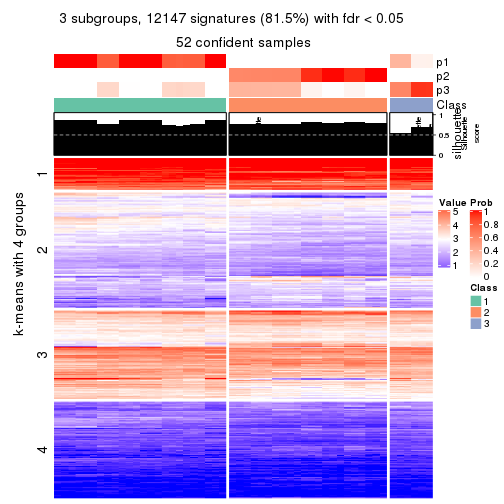 3 subgroups, 12147 signatures (81.5%) with fdr < 0.05
52 confident samples
p1
p2
p3
Class
1
0.5
0
silhouette
Silhouette
score
k-means with 4 groups
1
2
3
4
Value
5
4
3
2
1
Prob
1
0.8
0.6
0.4
0.2
0
Class
1
2
3